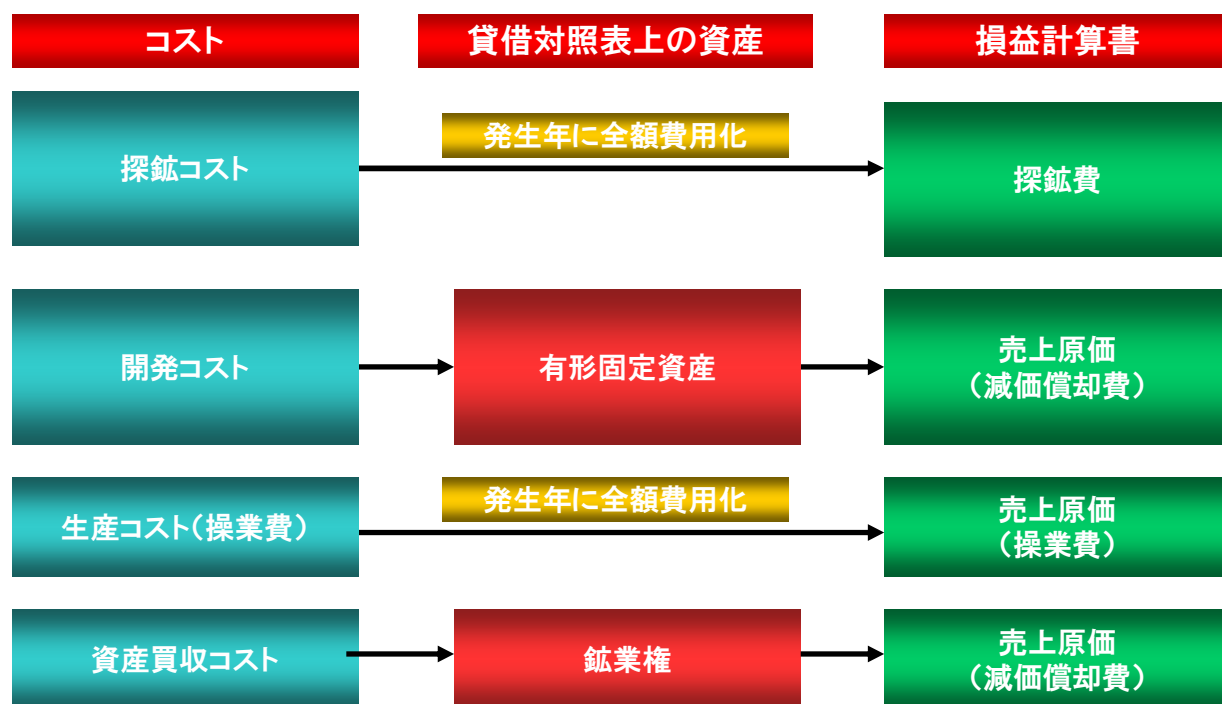 コスト
貸借対照表上の資産
損益計算書
探鉱コスト
発生年に全額費用化
探鉱費
開発コスト
有形固定資産
売上原価
（減価償却費）
生産コスト（操業費）
発生年に全額費用化
売上原価
（操業費）
資産買収コスト
鉱業権
売上原価
（減価償却費）